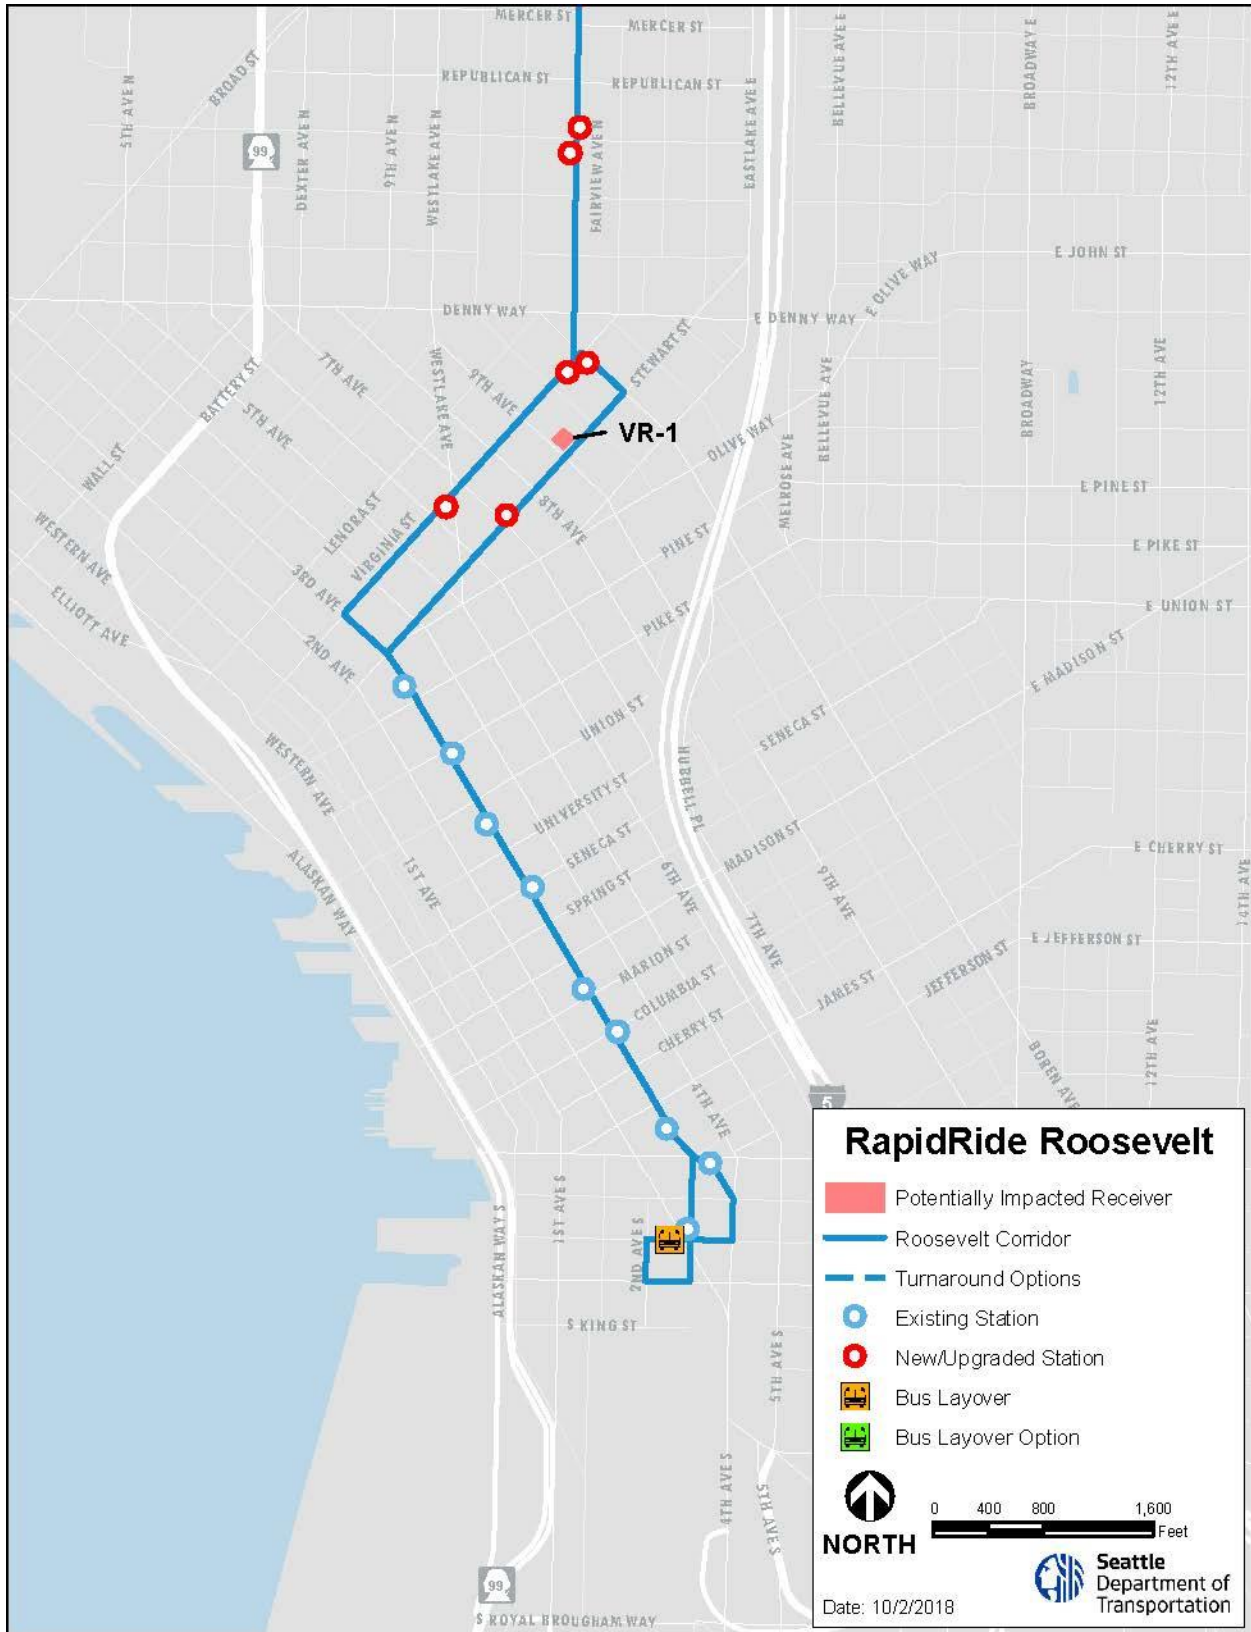 MERCER ST
MERCER ST
BROAD ST
5TH AVE N
REPUBLICAN ST
REPUBLICAN ST
BELLEVUE AVE E
BROADWAY E
12TH AVE E
99
DEXTER AVE N
9TH AVE N
WESTLAKE AVE N
FAIRVIEW AVE N
EASTLAKE AVE E
E JOHN ST
E OLIVE WAY
DENNY WAY
E DENNY WAY
STEWART ST
7TH AVE
WESTLAKE AVE
9TH AVE
BATTERY ST
5TH AVE
BELLEVUE AVE
BROADWAY
12TH AVE
VR-1
OLIVE WAY
WALL ST
MELROSE AVE
E PINE ST
LENORA ST
VIRGINIA ST
8TH AVE
PINE ST
E PIKE ST
WESTERN AVE
ELLIOTT AVE
3RD AVE
2ND AVE
PIKE ST
E UNION ST
E MADISON ST
UNION ST
SENECA ST
WESTERN AVE
HUBBELL PL
UNIVERSITY ST
SENECA ST
SPRING ST
MADISON ST
6TH AVE
9TH AVE
E CHERRY ST
14TH AVE
ALASKAN WAY
1ST AVE
7TH AVE
E JEFFERSON ST
MARION ST
COLUMBIA ST
CHERRY ST
JAMES ST
JEFFERSON ST
BOREN AVE
12TH AVE
4TH AVE
5
ALASKAN WAY S
1ST AVE S
2ND AVE S
S KING ST
5TH AVE S
4TH AVE S
5TH AVE S
99
S ROYAL BROUGHAM WAY
RapidRide Roosevelt
Potentially Impacted Receiver
Roosevelt Corridor
Turnaround Options
Existing Station
New/Upgraded Station
Bus Layover
Bus Layover Option
NORTH
0 400 800 1,600
Feet
Seattle
Department of
Transportation
Date: 10/2/2018